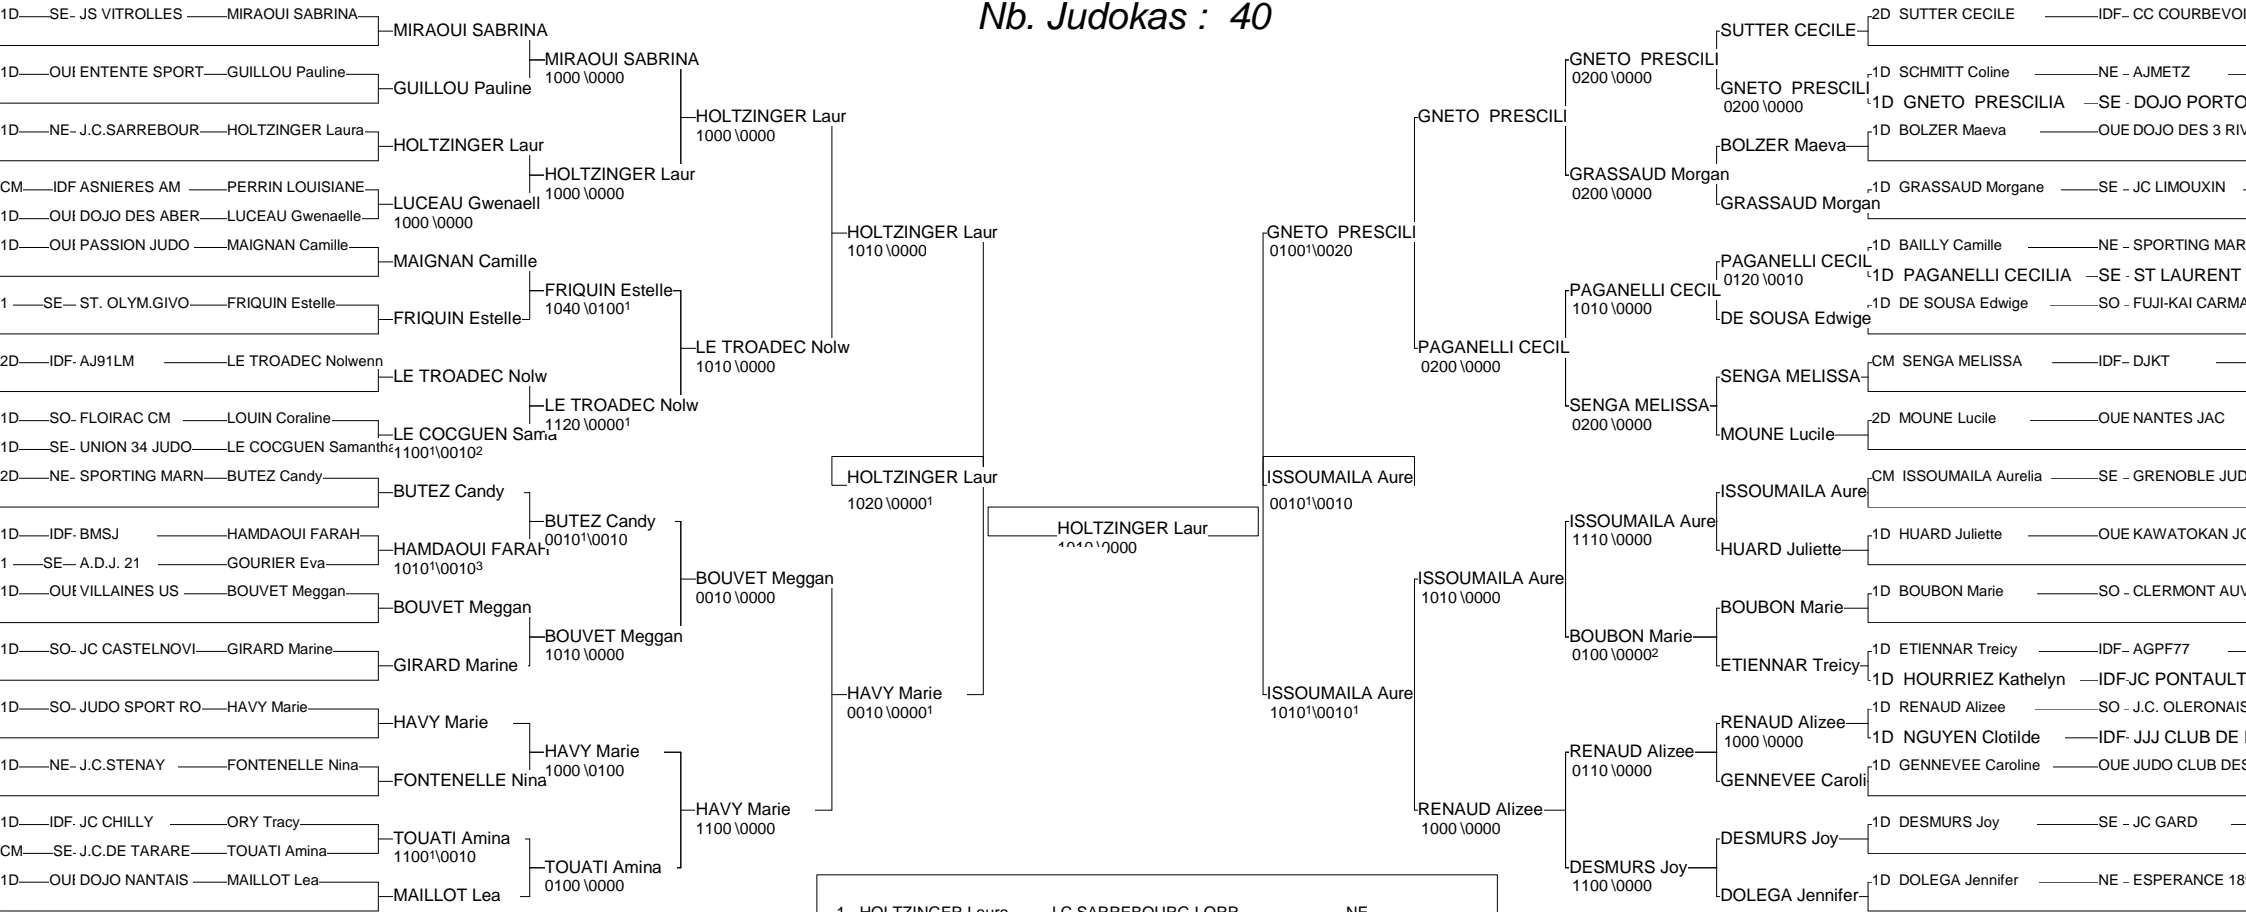 Nb. Judokas : 40
1D SE- JS VITROLLES MIRAOUI SABRINA
1D OUE ENTENTE SPORT GUILLOU Pauline
1D NE- J.C.SARREBOUR HOLTZINGER Laura
CM IDF ASNIERES AM PERRIN LOUISIANE
1D OUE DOJO DES ABER LUCEAU Gwenaelle
1D OUE PASSION JUDO MAIGNAN Camille
1 SE ST. OLYM.GIVO FRIQUIN Estelle
2D IDF- AJ91LM LE TROADEC Nolwenn
1D SO- FLOIRAC CM LOUIN Coraline
1D SE- UNION 34 JUDO LE COCGUEN Samantha
2D NE- SPORTING MARN BUTEZ Candy
1D IDF- BMSJ HAMDAOUI FARAH
1 SE A.D.J. 21 GOURIER Eva
1D OUE VILLAINES US BOUVET Meggan
1D SO- JC CASTELNOVI GIRARD Marine
1D SO- JUDO SPORT RO HAVY Marie
1D NE- J.C.STENAY FONTENELLE Nina
1D IDF- JC CHILLY ORY Tracy
CM SE- J.C.DE TARARE TOUATI Amina
1D OUE DOJO NANTAIS MAILLOT Lea
MIRAOUI SABRINA
GUILLOU Pauline
HOLTZINGER Laur
LUCEAU Gwenaell
1000 \0000
MAIGNAN Camille
FRIQUIN Estelle
LE TROADEC Nolw
LE COCGUEN Sama
1100¹\0010²
BUTEZ Candy
HAMDAOUI FARAH
1010¹\0010³
BOUVET Meggan
GIRARD Marine
HAVY Marie
FONTENELLE Nina
TOUATI Amina
1100¹\0010
MAILLOT Lea
MIRAOUI SABRINA
1000 \0000
HOLTZINGER Laur
1000 \0000
FRIQUIN Estelle
1040 \0100¹
LE TROADEC Nolw
1120 \0000¹
BUTEZ Candy
0010¹\0010
BOUVET Meggan
1010 \0000
HAVY Marie
1000 \0100
TOUATI Amina
0100 \0000
HOLTZINGER Laur
1000 \0000
LE TROADEC Nolw
1010 \0000
BOUVET Meggan
0010 \0000
HAVY Marie
1100 \0000
HOLTZINGER Laur
1010 \0000
HOLTZINGER Laur
1020 \0000¹
HAVY Marie
0010 \0000¹
HOLTZINGER Laur
1010 \0000
GNETO PRESCILI
0100¹\0020
ISSOUMAILA Aure
0010¹\0010
ISSOUMAILA Aure
1010¹\0010¹
GNETO PRESCILI
PAGANELLI CECIL
0200 \0000
ISSOUMAILA Aure
1010 \0000
RENAUD Alizee
1000 \0000
GNETO PRESCILI
0200 \0000
GRASSAUD Morgan
0200 \0000
PAGANELLI CECIL
1010 \0000
SENGA MELISSA
0200 \0000
ISSOUMAILA Aure
1110 \0000
BOUBON Marie
0100 \0000²
RENAUD Alizee
0110 \0000
DESMURS Joy
1100 \0000
SUTTER CECILE
GNETO PRESCILI
0200 \0000
BOLZER Maeva
GRASSAUD Morgan
PAGANELLI CECIL
0120 \0010
DE SOUSA Edwige
SENGA MELISSA
MOUNE Lucile
ISSOUMAILA Aure
HUARD Juliette
BOUBON Marie
ETIENNAR Treicy
RENAUD Alizee
1000 \0000
GENNEVEE Caroli
DESMURS Joy
DOLEGA Jennifer
2D SUTTER CECILE IDF- CC COURBEVOI
1D SCHMITT Coline NE - AJMETZ
1D GNETO PRESCILIA SE - DOJO PORTO
1D BOLZER Maeva OUE DOJO DES 3 RIV
1D GRASSAUD Morgane SE - JC LIMOUXIN
1D BAILLY Camille NE - SPORTING MAR
1D PAGANELLI CECILIA SE - ST LAURENT
1D DE SOUSA Edwige SO - FUJI-KAI CARMA
CM SENGA MELISSA IDF- DJKT
2D MOUNE Lucile OUE NANTES JAC
CM ISSOUMAILA Aurelia SE - GRENOBLE JUD
1D HUARD Juliette OUE KAWATOKAN JC
1D BOUBON Marie SO - CLERMONT AUV
1D ETIENNAR Treicy IDF- AGPF77
1D HOURRIEZ Kathelyn IDF-JC PONTAULT
1D RENAUD Alizee SO - J.C. OLERONAIS
1D NGUYEN Clotilde IDF- JJJ CLUB DE
1D GENNEVEE Caroline OUE JUDO CLUB DES
1D DESMURS Joy SE - JC GARD
1D DOLEGA Jennifer NE - ESPERANCE 189
1 HOLTZINGER Laura J.C.SARREBOURG LORR NE